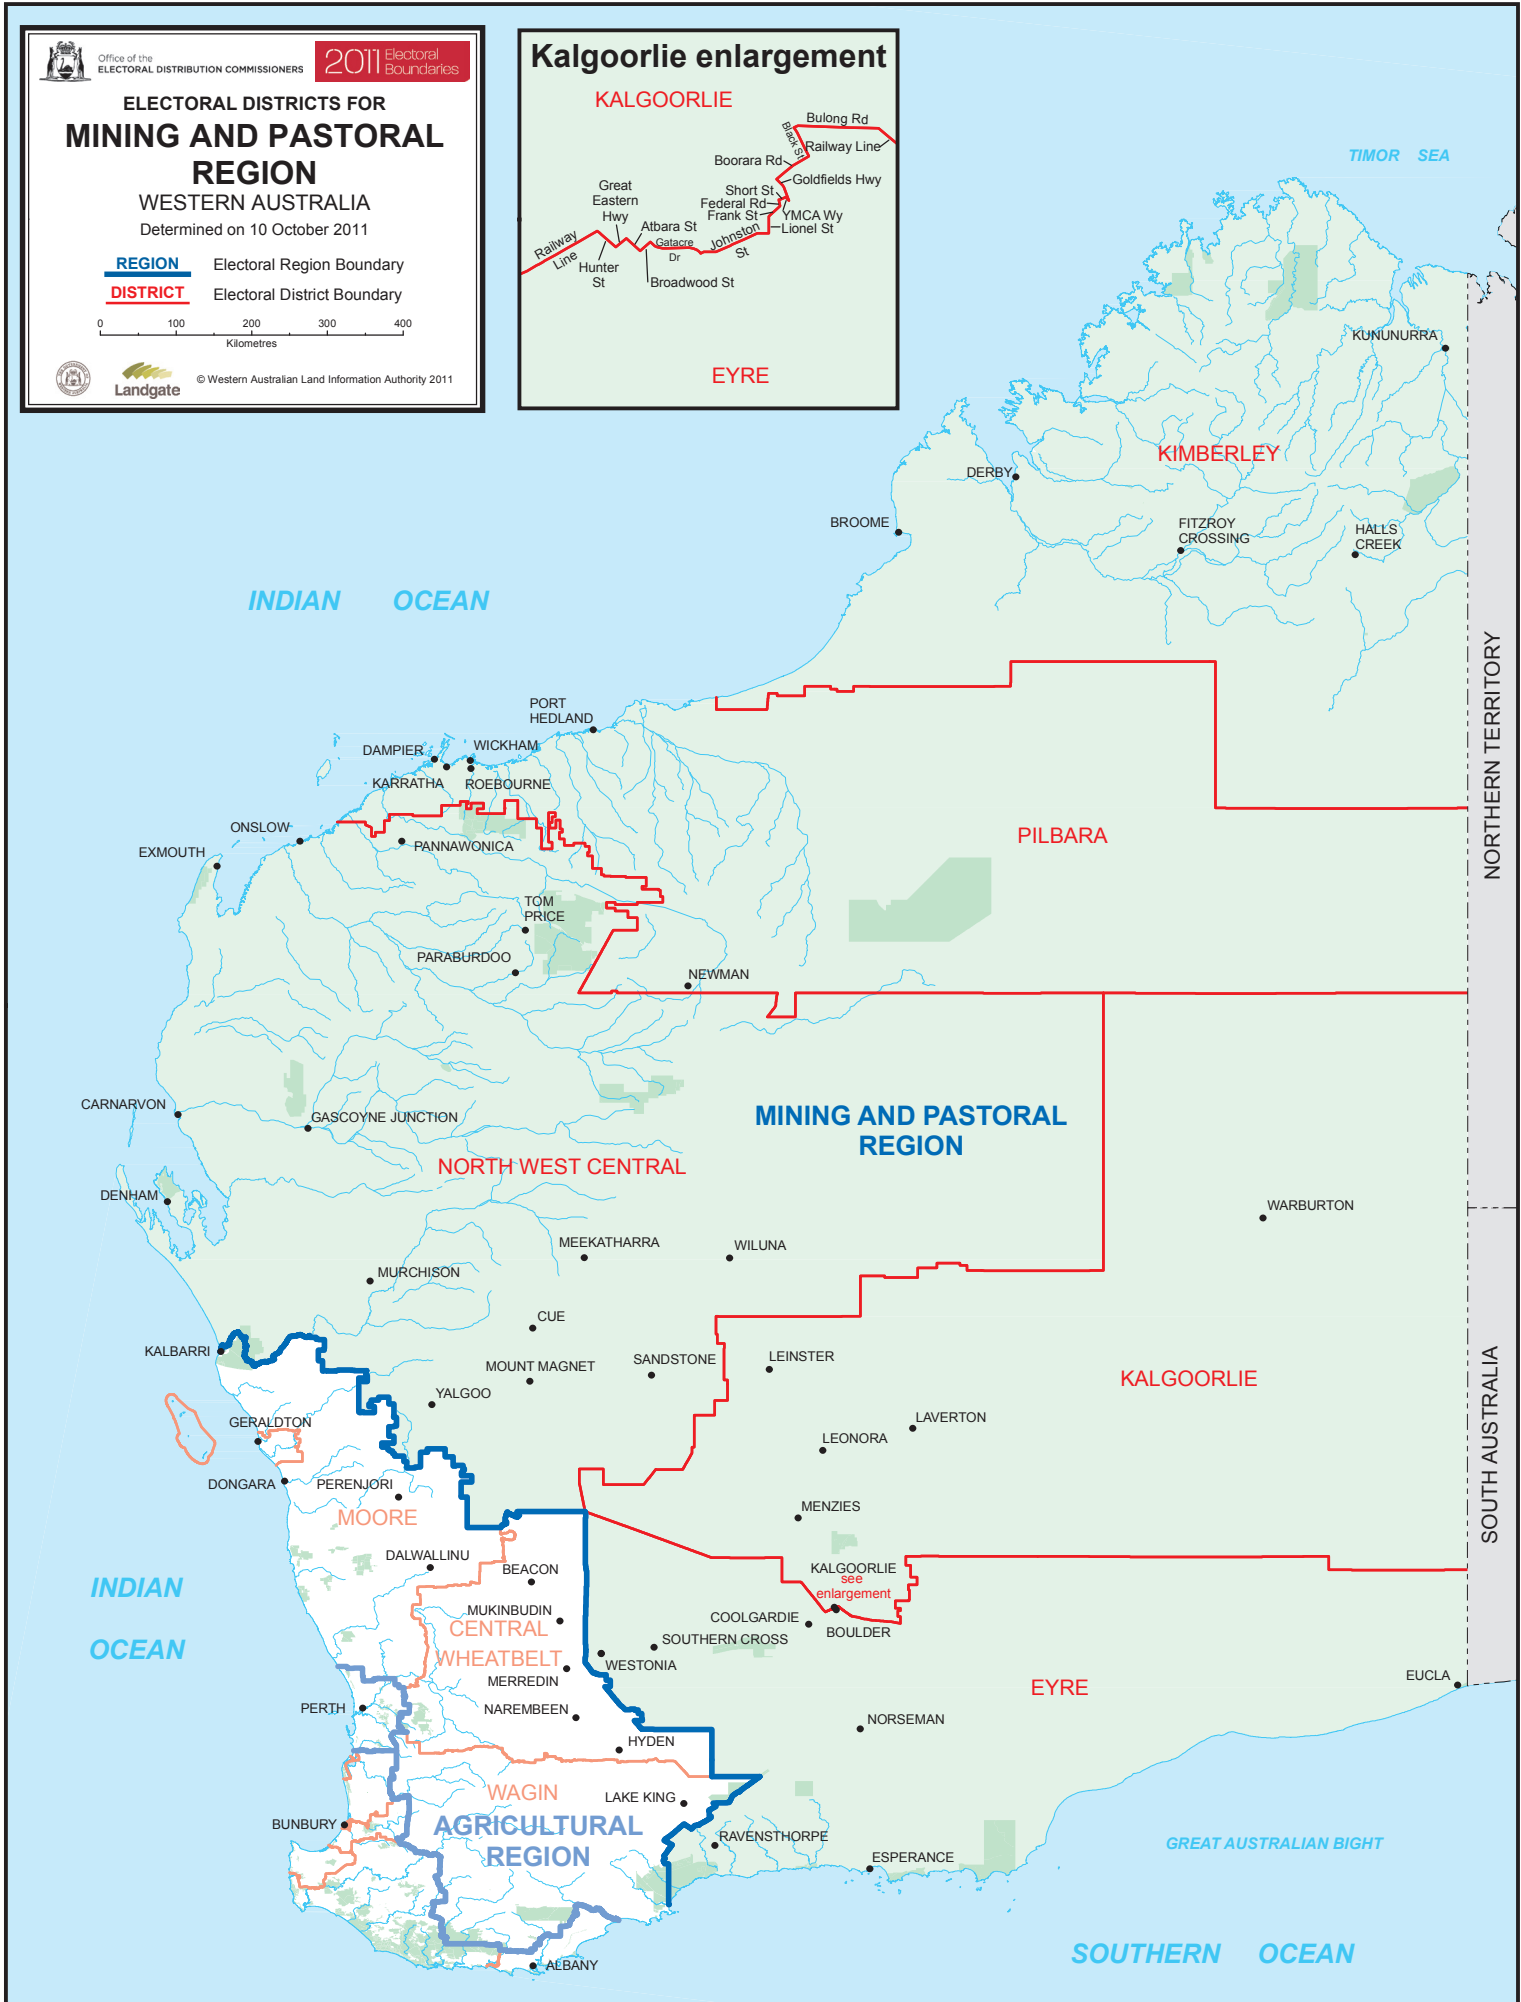 Office of the
ELECTORAL DISTRIBUTION COMMISSIONERS
2011 Electoral
Boundaries
ELECTORAL DISTRICTS FOR
MINING AND PASTORAL
REGION
WESTERN AUSTRALIA
Determined on 10 October 2011
REGION Electoral Region Boundary
DISTRICT Electoral District Boundary
0 100 200 300 400
Kilometres
Landgate
© Western Australian Land Information Authority 2011
Kalgoorlie enlargement
KALGOORLIE
Bulong Rd
Black St
Railway Line
Boorara Rd
Goldfields Hwy
Great
Eastern
Hwy
Short St
Federal Rd
Frank St
YMCA Wy
Lionel St
Atbara St
Gatacre
Dr
Johnston
St
Railway
Line
Hunter
St
Broadwood St
EYRE
TIMOR SEA
KUNUNURRA
KIMBERLEY
DERBY
BROOME
FITZROY
CROSSING
HALLS
CREEK
INDIAN OCEAN
NORTHERN TERRITORY
PORT
HEDLAND
DAMPIER
WICKHAM
KARRATHA
ROEBOURNE
ONSLOW
PANNAWONICA
PILBARA
EXMOUTH
TOM
PRICE
PARABURDOO
NEWMAN
CARNARVON
GASCOYNE JUNCTION
MINING AND PASTORAL
REGION
NORTH WEST CENTRAL
DENHAM
WARBURTON
MEEKATHARRA
WILUNA
MURCHISON
CUE
KALBARRI
MOUNT MAGNET
SANDSTONE
LEINSTER
KALGOORLIE
YALGOO
GERALDTON
LAVERTON
LEONORA
SOUTH AUSTRALIA
DONGARA
PERENJORI
MOORE
MENZIES
DALWALLINU
BEACON
KALGOORLIE
see
enlargement
INDIAN
OCEAN
MUKINBUDIN
CENTRAL
WHEATBELT
COOLGARDIE
BOULDER
SOUTHERN CROSS
WESTONIA
MERREDIN
EUCLA
EYRE
PERTH
NAREMBEEN
NORSEMAN
HYDEN
WAGIN
LAKE KING
BUNBURY
AGRICULTURAL
REGION
RAVENSTHORPE
ESPERANCE
GREAT AUSTRALIAN BIGHT
SOUTHERN OCEAN
ALBANY